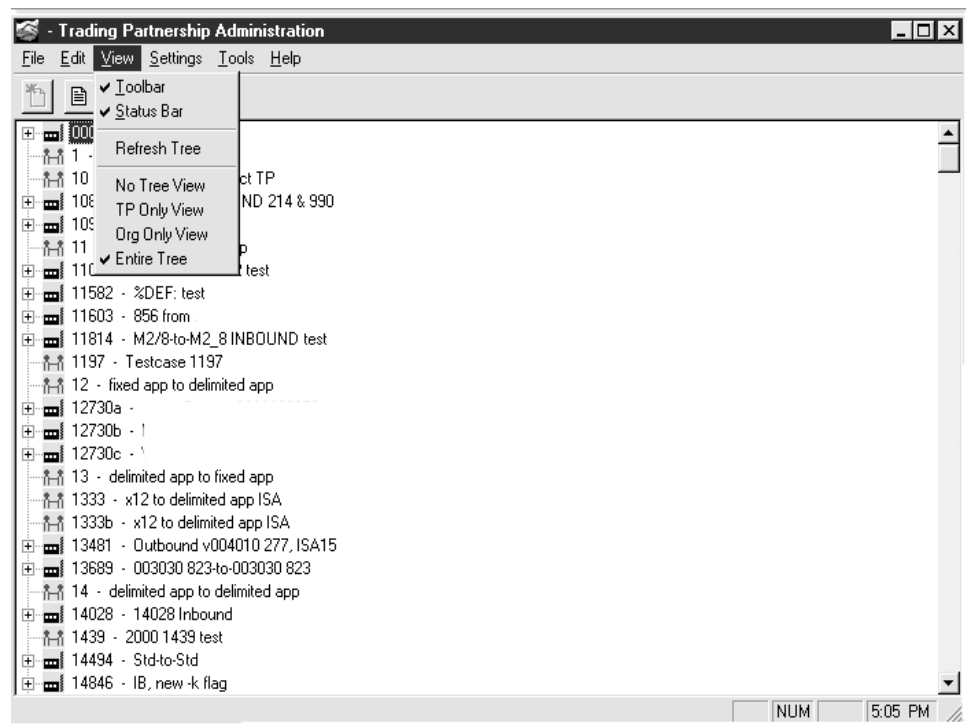 - Trading Partnership Administration
File Edit View Settings Tools Help
Toolbar
Status Bar
Refresh Tree
No Tree View
TP Only View
Org Only View
Entire Tree
1 -
10 ct TP
ND 214 & 990
11 p
test
11582 - %DEF: test
11603 - 856 from
11814 - M2/8-to-M2_8 INBOUND test
1197 - Testcase 1197
12 - fixed app to delimited app
12730a -
12730b -
12730c -
13 - delimited app to fixed app
1333 - x12 to delimited app ISA
1333b - x12 to delimited app ISA
13481 - Outbound v004010 277, ISA15
13689 - 003030 823-to-003030 823
14 - delimited app to delimited app
14028 - 14028 Inbound
1439 - 2000 1439 test
14494 - Std-to-Std
14846 - IB, new -k flag
NUM 5:05 PM